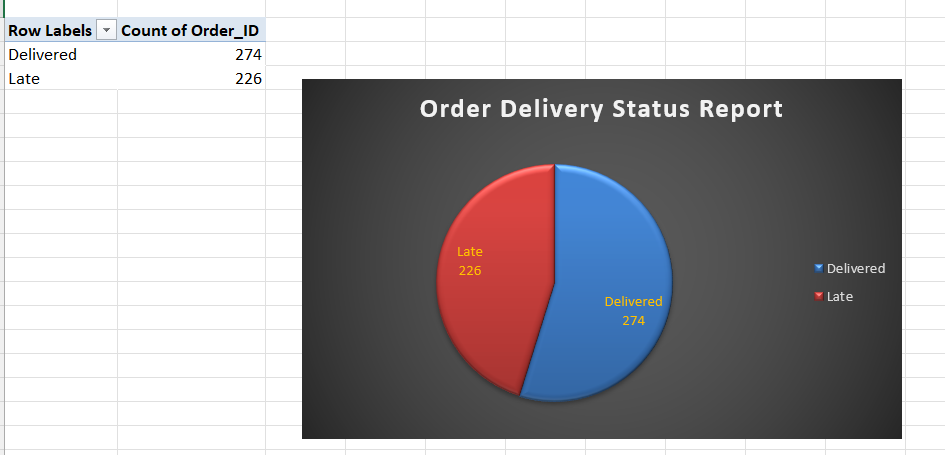 Row Labels Count of Order_ID
Delivered 274
Late 226
Order Delivery Status Report
Late
226
Delivered
274
Delivered
Late